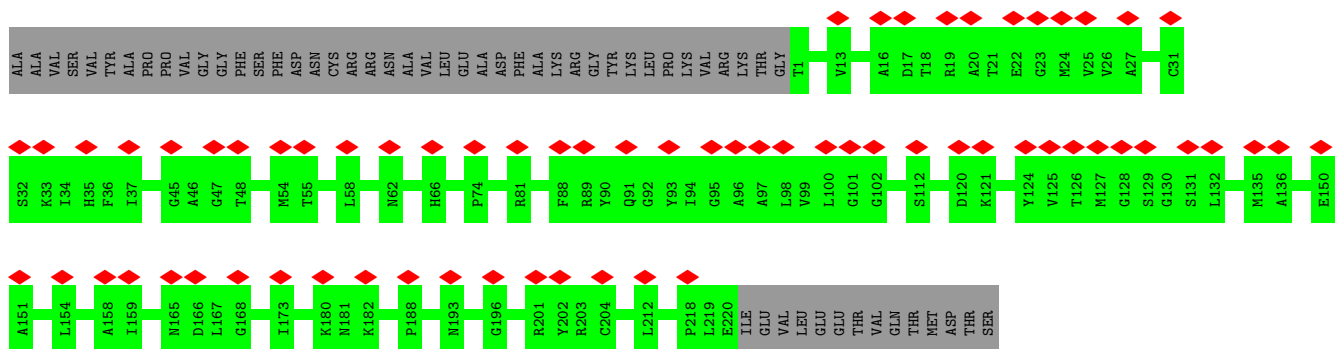 ALA ALA VAL SER VAL TYR ALA PRO PRO VAL GLY GLY PHE SER PHE ASP ASN CYS ARG ARG ASN ALA VAL LEU GLU ALA ASP PHE ALA LYS ARG GLY TYR LYS LEU PRO LYS VAL ARG LYS THR GLY T1 V13 A16 D17 T18 R19 A20 T21 E22 G23 M24 V25 V26 A27 C31
S32 K33 I34 H35 F36 I37 G45 A46 G47 T48 M54 T55 L58 N62 H66 P74 R81 F88 R89 Y90 Q91 G92 Y93 I94 G95 A96 A97 L98 V99 L100 G101 G102 S112 D120 K121 Y124 V125 T126 M127 G128 S129 G130 S131 L132 M135 A136 E150
A151 L154 A158 I159 N165 D166 L167 G168 I173 K180 N181 K182 P188 N193 G196 R201 Y202 R203 C204 L212 P218 L219 E220 ILE GLU VAL LEU GLU GLU THR VAL GLN THR MET ASP THR SER